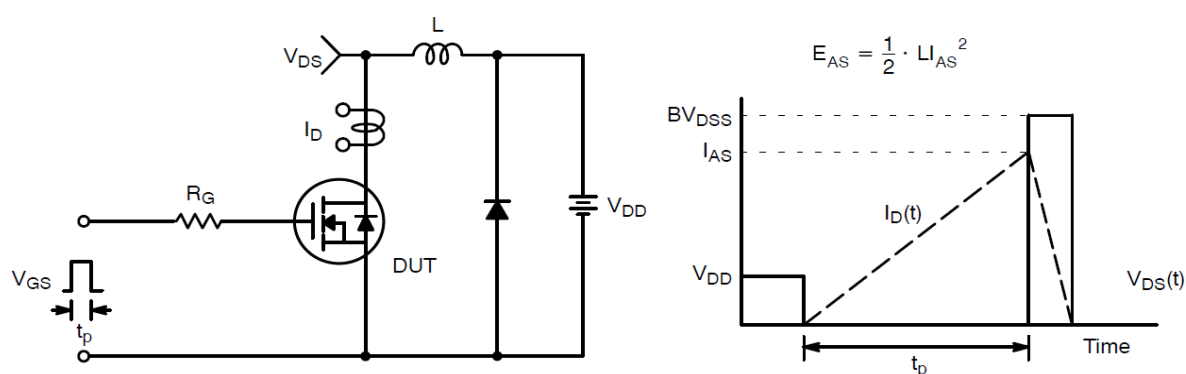 L
V_DS
I_D
R_G
V_DD
DUT
V_GS
t_p
E_AS = 1/2 · LI_AS^2
BV_DSS
I_AS
I_D(t)
V_DD
V_DS(t)
Time
t_p